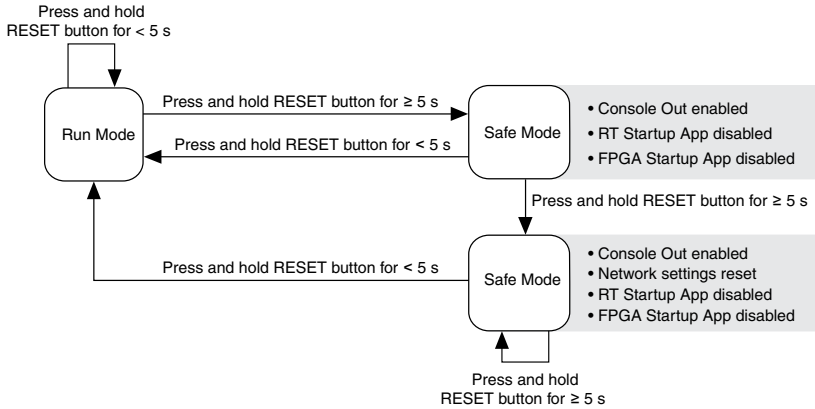 Press and hold
RESET button for < 5 s
Run Mode
Press and hold RESET button for ≥ 5 s
Press and hold RESET button for < 5 s
Safe Mode
• Console Out enabled
• RT Startup App disabled
• FPGA Startup App disabled
Press and hold RESET button for ≥ 5 s
Press and hold RESET button for < 5 s
Safe Mode
• Console Out enabled
• Network settings reset
• RT Startup App disabled
• FPGA Startup App disabled
Press and hold
RESET button for ≥ 5 s